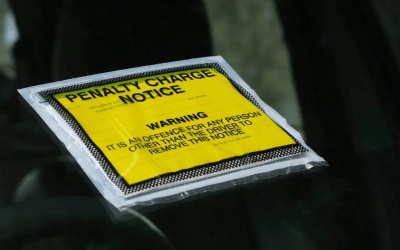 PENALTY CHARGE
NOTICE
WARNING
IT IS AN OFFENCE FOR ANY PERSON
OTHER THAN THE DRIVER TO
REMOVE THIS NOTICE